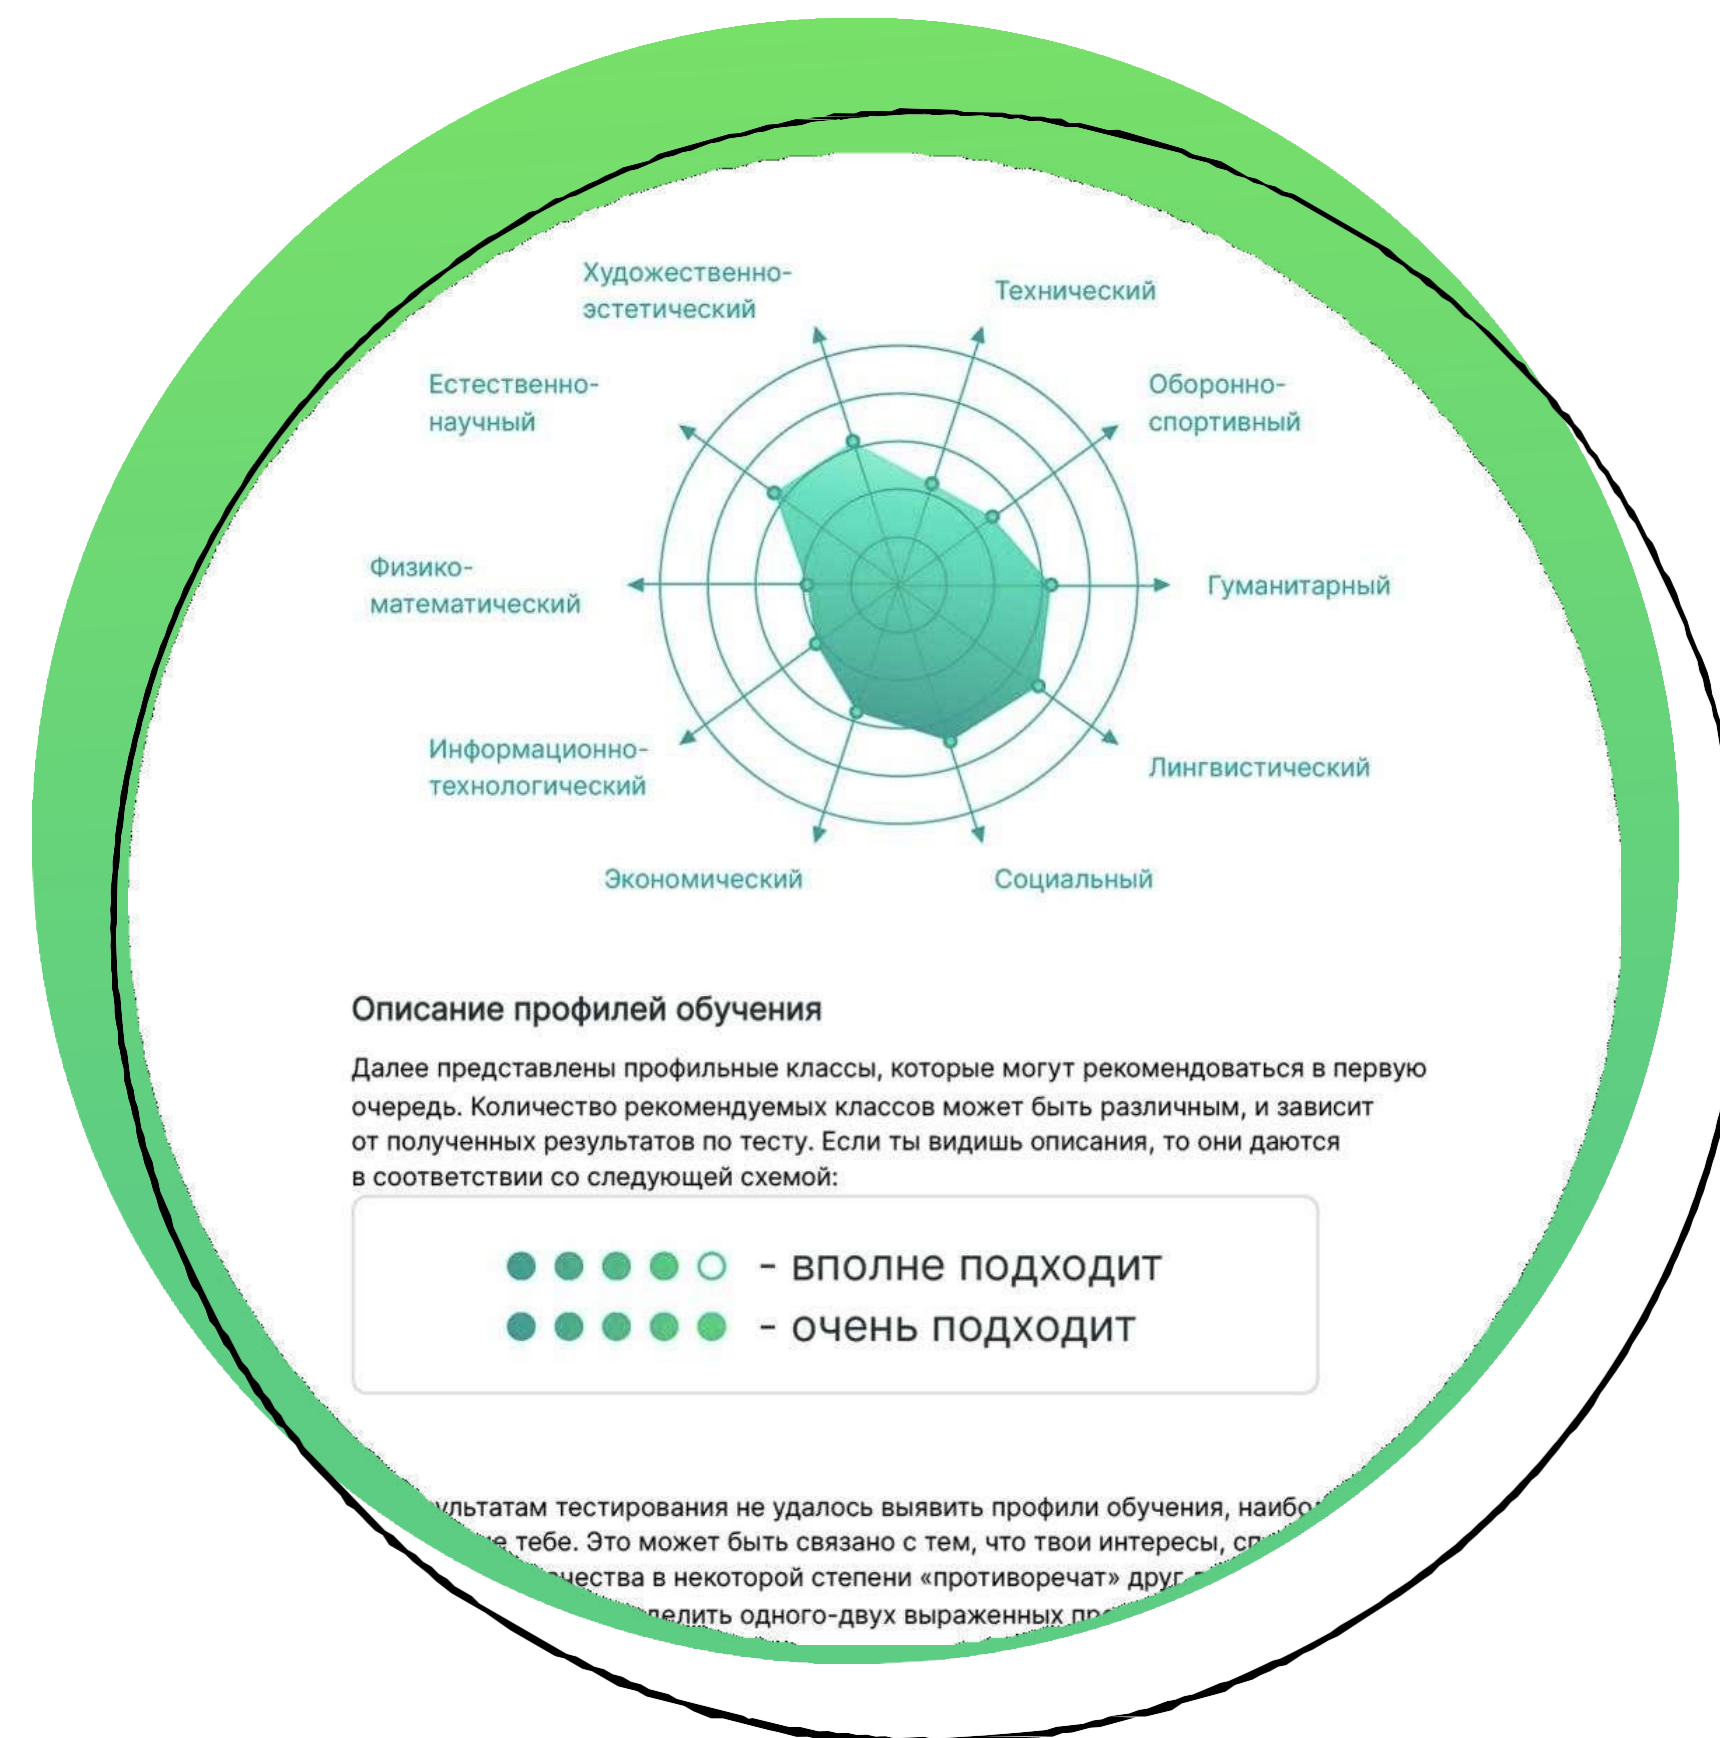 Художественно-
эстетический
Технический
Естественно-
научный
Оборонно-
спортивный
Физико-
математический
Гуманитарный
Информационно-
технологический
Лингвистический
Экономический
Социальный
Описание профилей обучения
Далее представлены профильные классы, которые могут рекомендоваться в первую
очередь. Количество рекомендуемых классов может быть различным, и зависит
от полученных результатов по тесту. Если ты видишь описания, то они даются
в соответствии со следующей схемой:
- вполне подходит
- очень подходит
тестирования не удалось выявить профили обучения,
тебе. Это может быть связано с тем, что твои интересы,
в некоторой степени «противоречат» друг
одного-двух выраженных